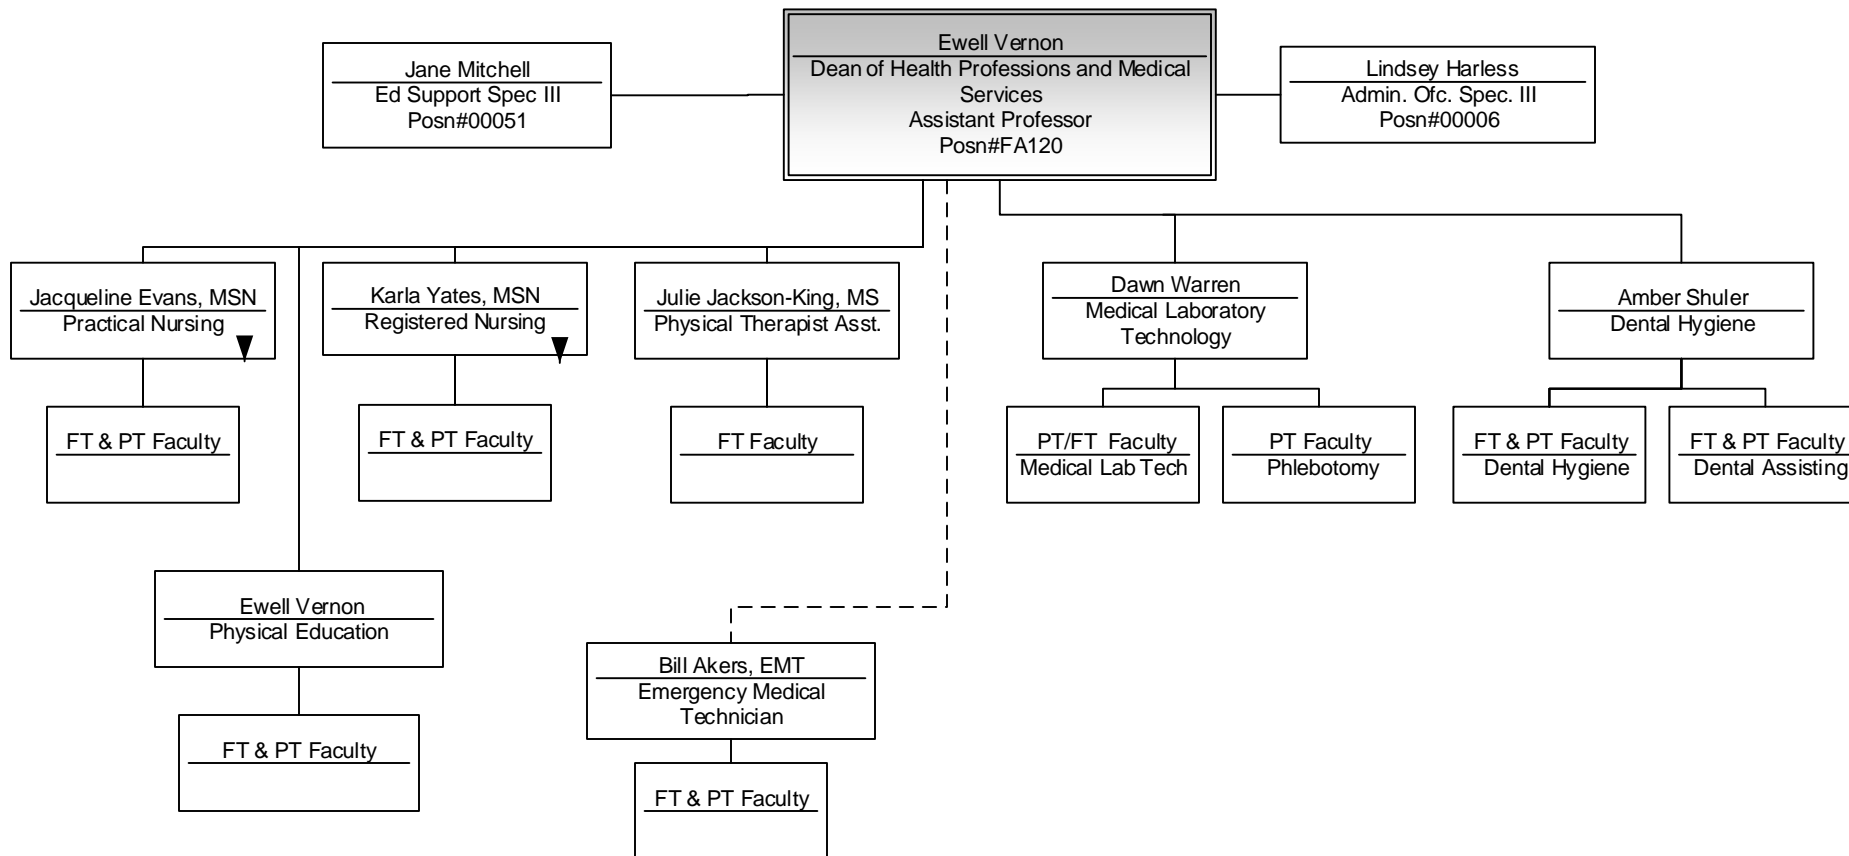 Ewell Vernon
Dean of Health Professions and Medical
Services
Assistant Professor
Posn#FA120
Jane Mitchell
Ed Support Spec III
Posn#00051
Lindsey Harless
Admin. Ofc. Spec. III
Posn#00006
Jacqueline Evans, MSN
Practical Nursing
Karla Yates, MSN
Registered Nursing
Julie Jackson-King, MS
Physical Therapist Asst.
Dawn Warren
Medical Laboratory
Technology
Amber Shuler
Dental Hygiene
FT & PT Faculty
FT & PT Faculty
FT Faculty
PT/FT Faculty
Medical Lab Tech
PT Faculty
Phlebotomy
FT & PT Faculty
Dental Hygiene
FT & PT Faculty
Dental Assisting
Ewell Vernon
Physical Education
FT & PT Faculty
Bill Akers, EMT
Emergency Medical
Technician
FT & PT Faculty